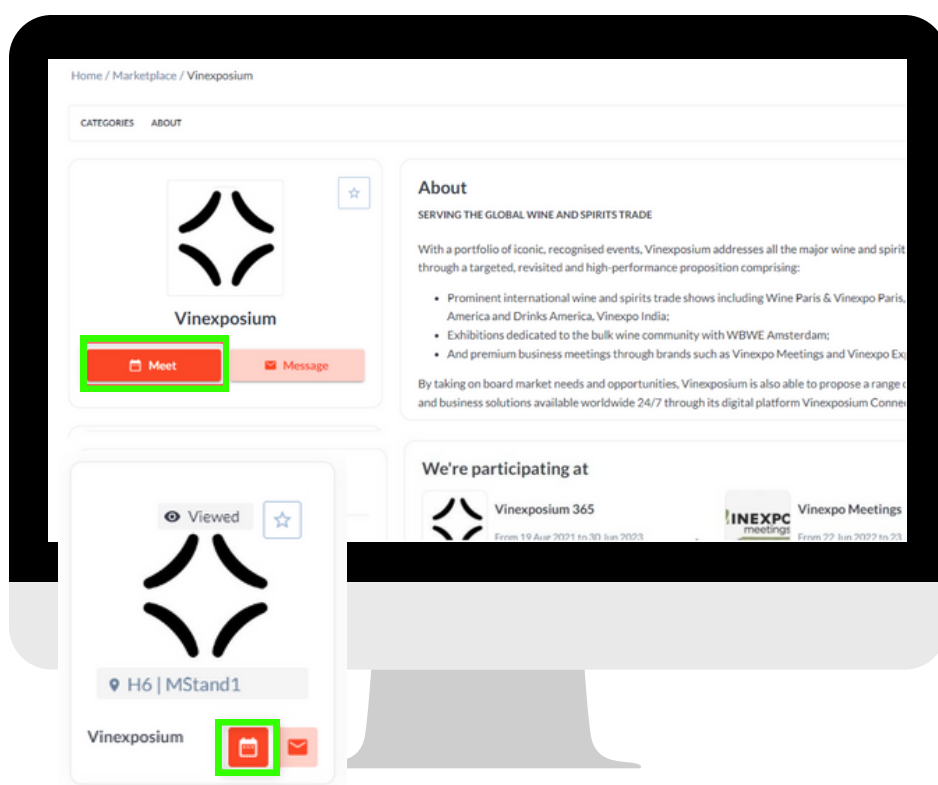 Home / Marketplace / Vinexposium
CATEGORIES ABOUT
Vinexposium
Meet
Message
About
SERVING THE GLOBAL WINE AND SPIRITS TRADE
With a portfolio of iconic, recognised events, Vinexposium addresses all the major wine and spirit
through a targeted, revisited and high-performance proposition comprising:
• Prominent international wine and spirits trade shows including Wine Paris & Vinexpo Paris,
America and Drinks America, Vinexpo India;
• Exhibitions dedicated to the bulk wine community with WBWE Amsterdam;
• And premium business meetings through brands such as Vinexpo Meetings and Vinexpo Ex
By taking on board market needs and opportunities, Vinexposium is also able to propose a range
and business solutions available worldwide 24/7 through its digital platform Vinexposium Conne
We're participating at
Vinexposium 365
From 19 Aug 2021 to 30 Jun 2023
INEXPO
meetings
Vinexpo Meetings
From 22 Jun 2022 to 23
Viewed
H6 | MStand1
Vinexposium